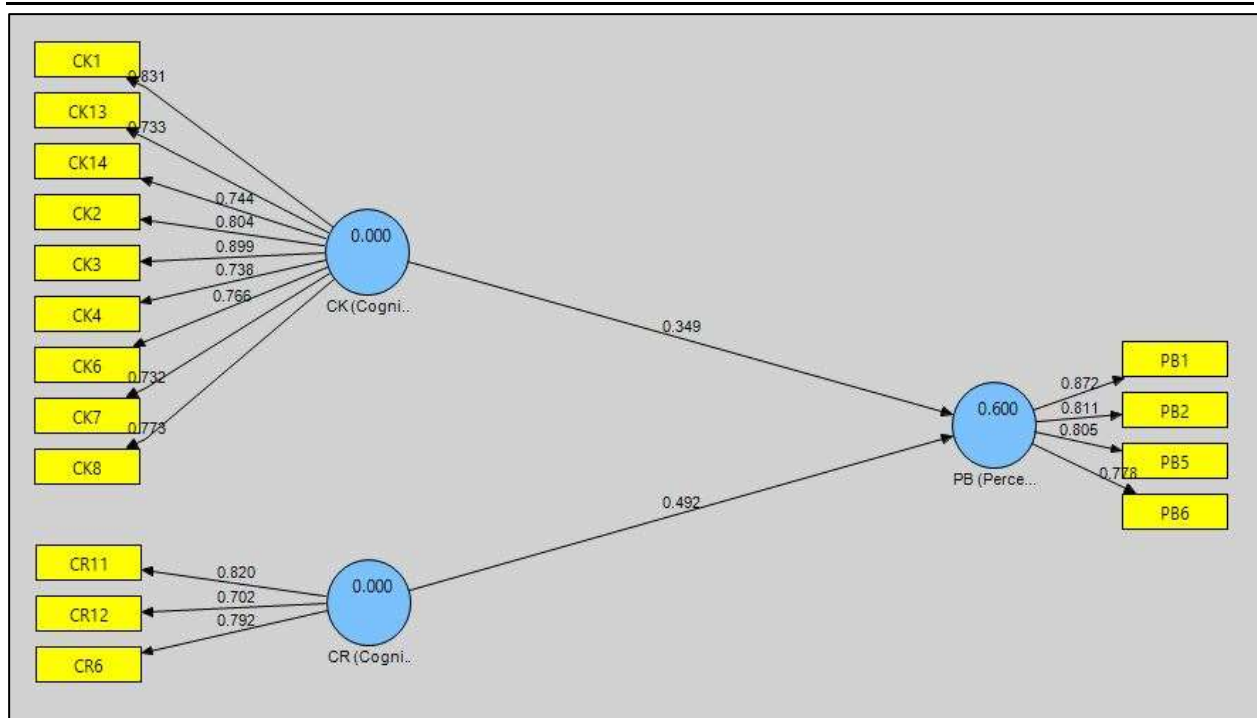 CK1
0.831
CK13
0.733
CK14
0.744
CK2
0.804
CK3
0.899
CK4
0.738
CK6
0.766
CK7
0.732
CK8
0.773
0.000
CK (Cogni..
0.349
0.600
PB (Perce...
0.872
PB1
0.811
PB2
0.805
PB5
0.778
PB6
0.492
CR11
0.820
CR12
0.702
CR6
0.792
0.000
CR (Cogni..